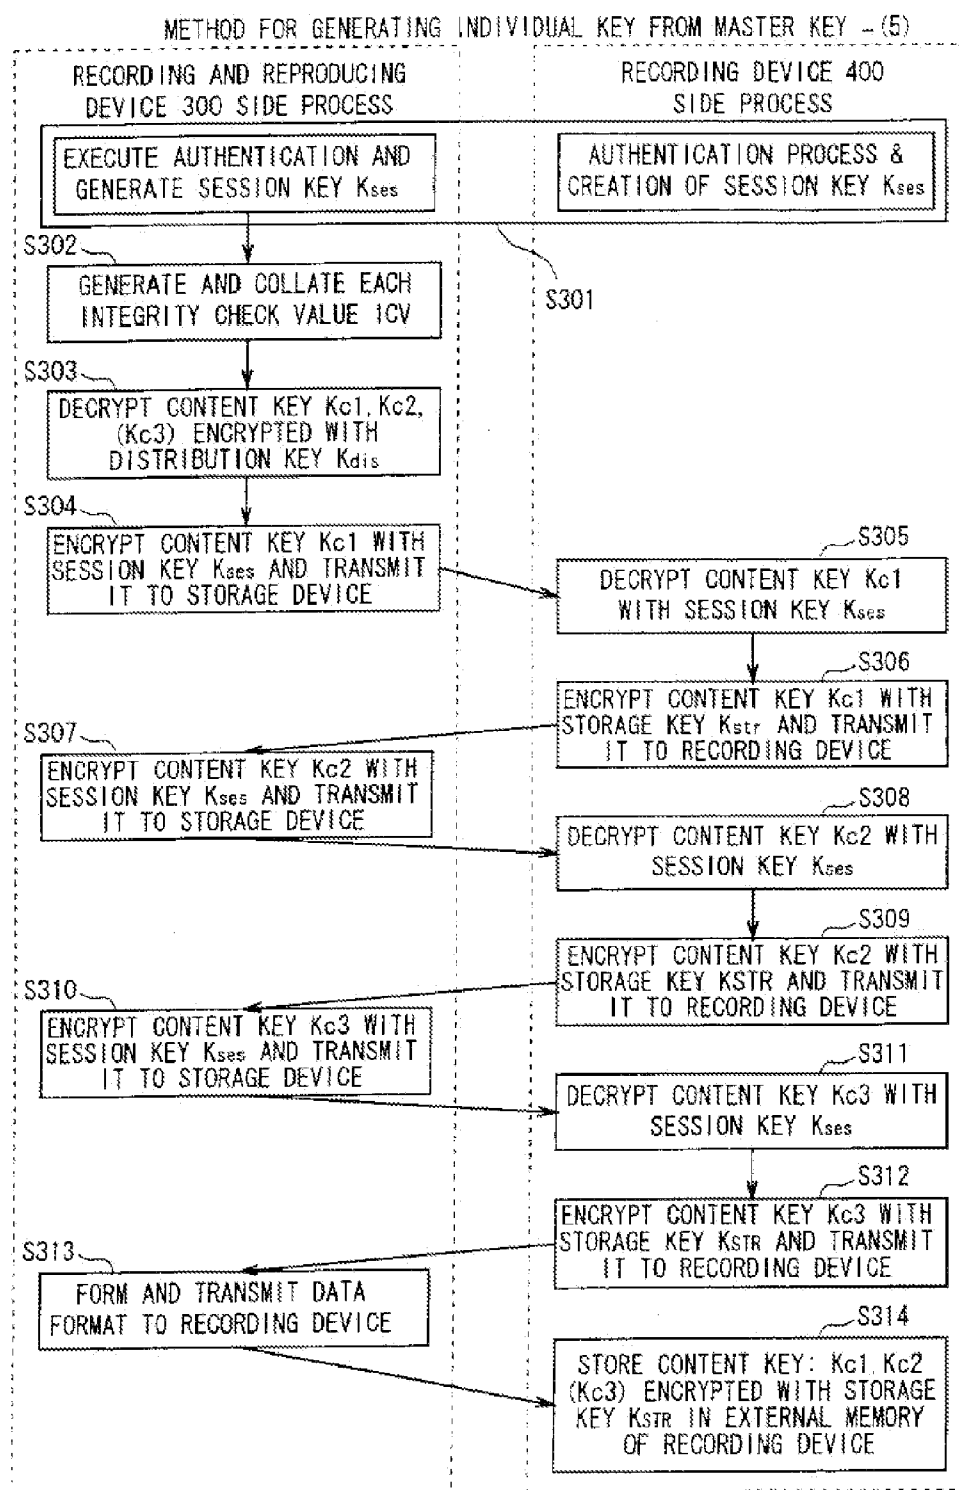 METHOD FOR GENERATING INDIVIDUAL KEY FROM MASTER KEY – (5)
RECORDING AND REPRODUCING
DEVICE 300 SIDE PROCESS
RECORDING DEVICE 400
SIDE PROCESS
EXECUTE AUTHENTICATION AND
GENERATE SESSION KEY Kses
AUTHENTICATION PROCESS &
CREATION OF SESSION KEY Kses
S301
S302
GENERATE AND COLLATE EACH
INTEGRITY CHECK VALUE ICV
S303
DECRYPT CONTENT KEY Kc1, Kc2,
(Kc3) ENCRYPTED WITH
DISTRIBUTION KEY Kdis
S304
ENCRYPT CONTENT KEY Kc1 WITH
SESSION KEY Kses AND TRANSMIT
IT TO STORAGE DEVICE
S305
DECRYPT CONTENT KEY Kc1
WITH SESSION KEY Kses
S306
ENCRYPT CONTENT KEY Kc1 WITH
STORAGE KEY Kstr AND TRANSMIT
IT TO RECORDING DEVICE
S307
ENCRYPT CONTENT KEY Kc2 WITH
SESSION KEY Kses AND TRANSMIT
IT TO STORAGE DEVICE
S308
DECRYPT CONTENT KEY Kc2 WITH
SESSION KEY Kses
S309
ENCRYPT CONTENT KEY Kc2 WITH
STORAGE KEY KSTR AND TRANSMIT
IT TO RECORDING DEVICE
S310
ENCRYPT CONTENT KEY Kc3 WITH
SESSION KEY Kses AND TRANSMIT
IT TO STORAGE DEVICE
S311
DECRYPT CONTENT KEY Kc3 WITH
SESSION KEY Kses
S312
ENCRYPT CONTENT KEY Kc3 WITH
STORAGE KEY KSTR AND TRANSMIT
IT TO RECORDING DEVICE
S313
FORM AND TRANSMIT DATA
FORMAT TO RECORDING DEVICE
S314
STORE CONTENT KEY: Kc1, Kc2
(Kc3) ENCRYPTED WITH STORAGE
KEY KSTR IN EXTERNAL MEMORY
OF RECORDING DEVICE